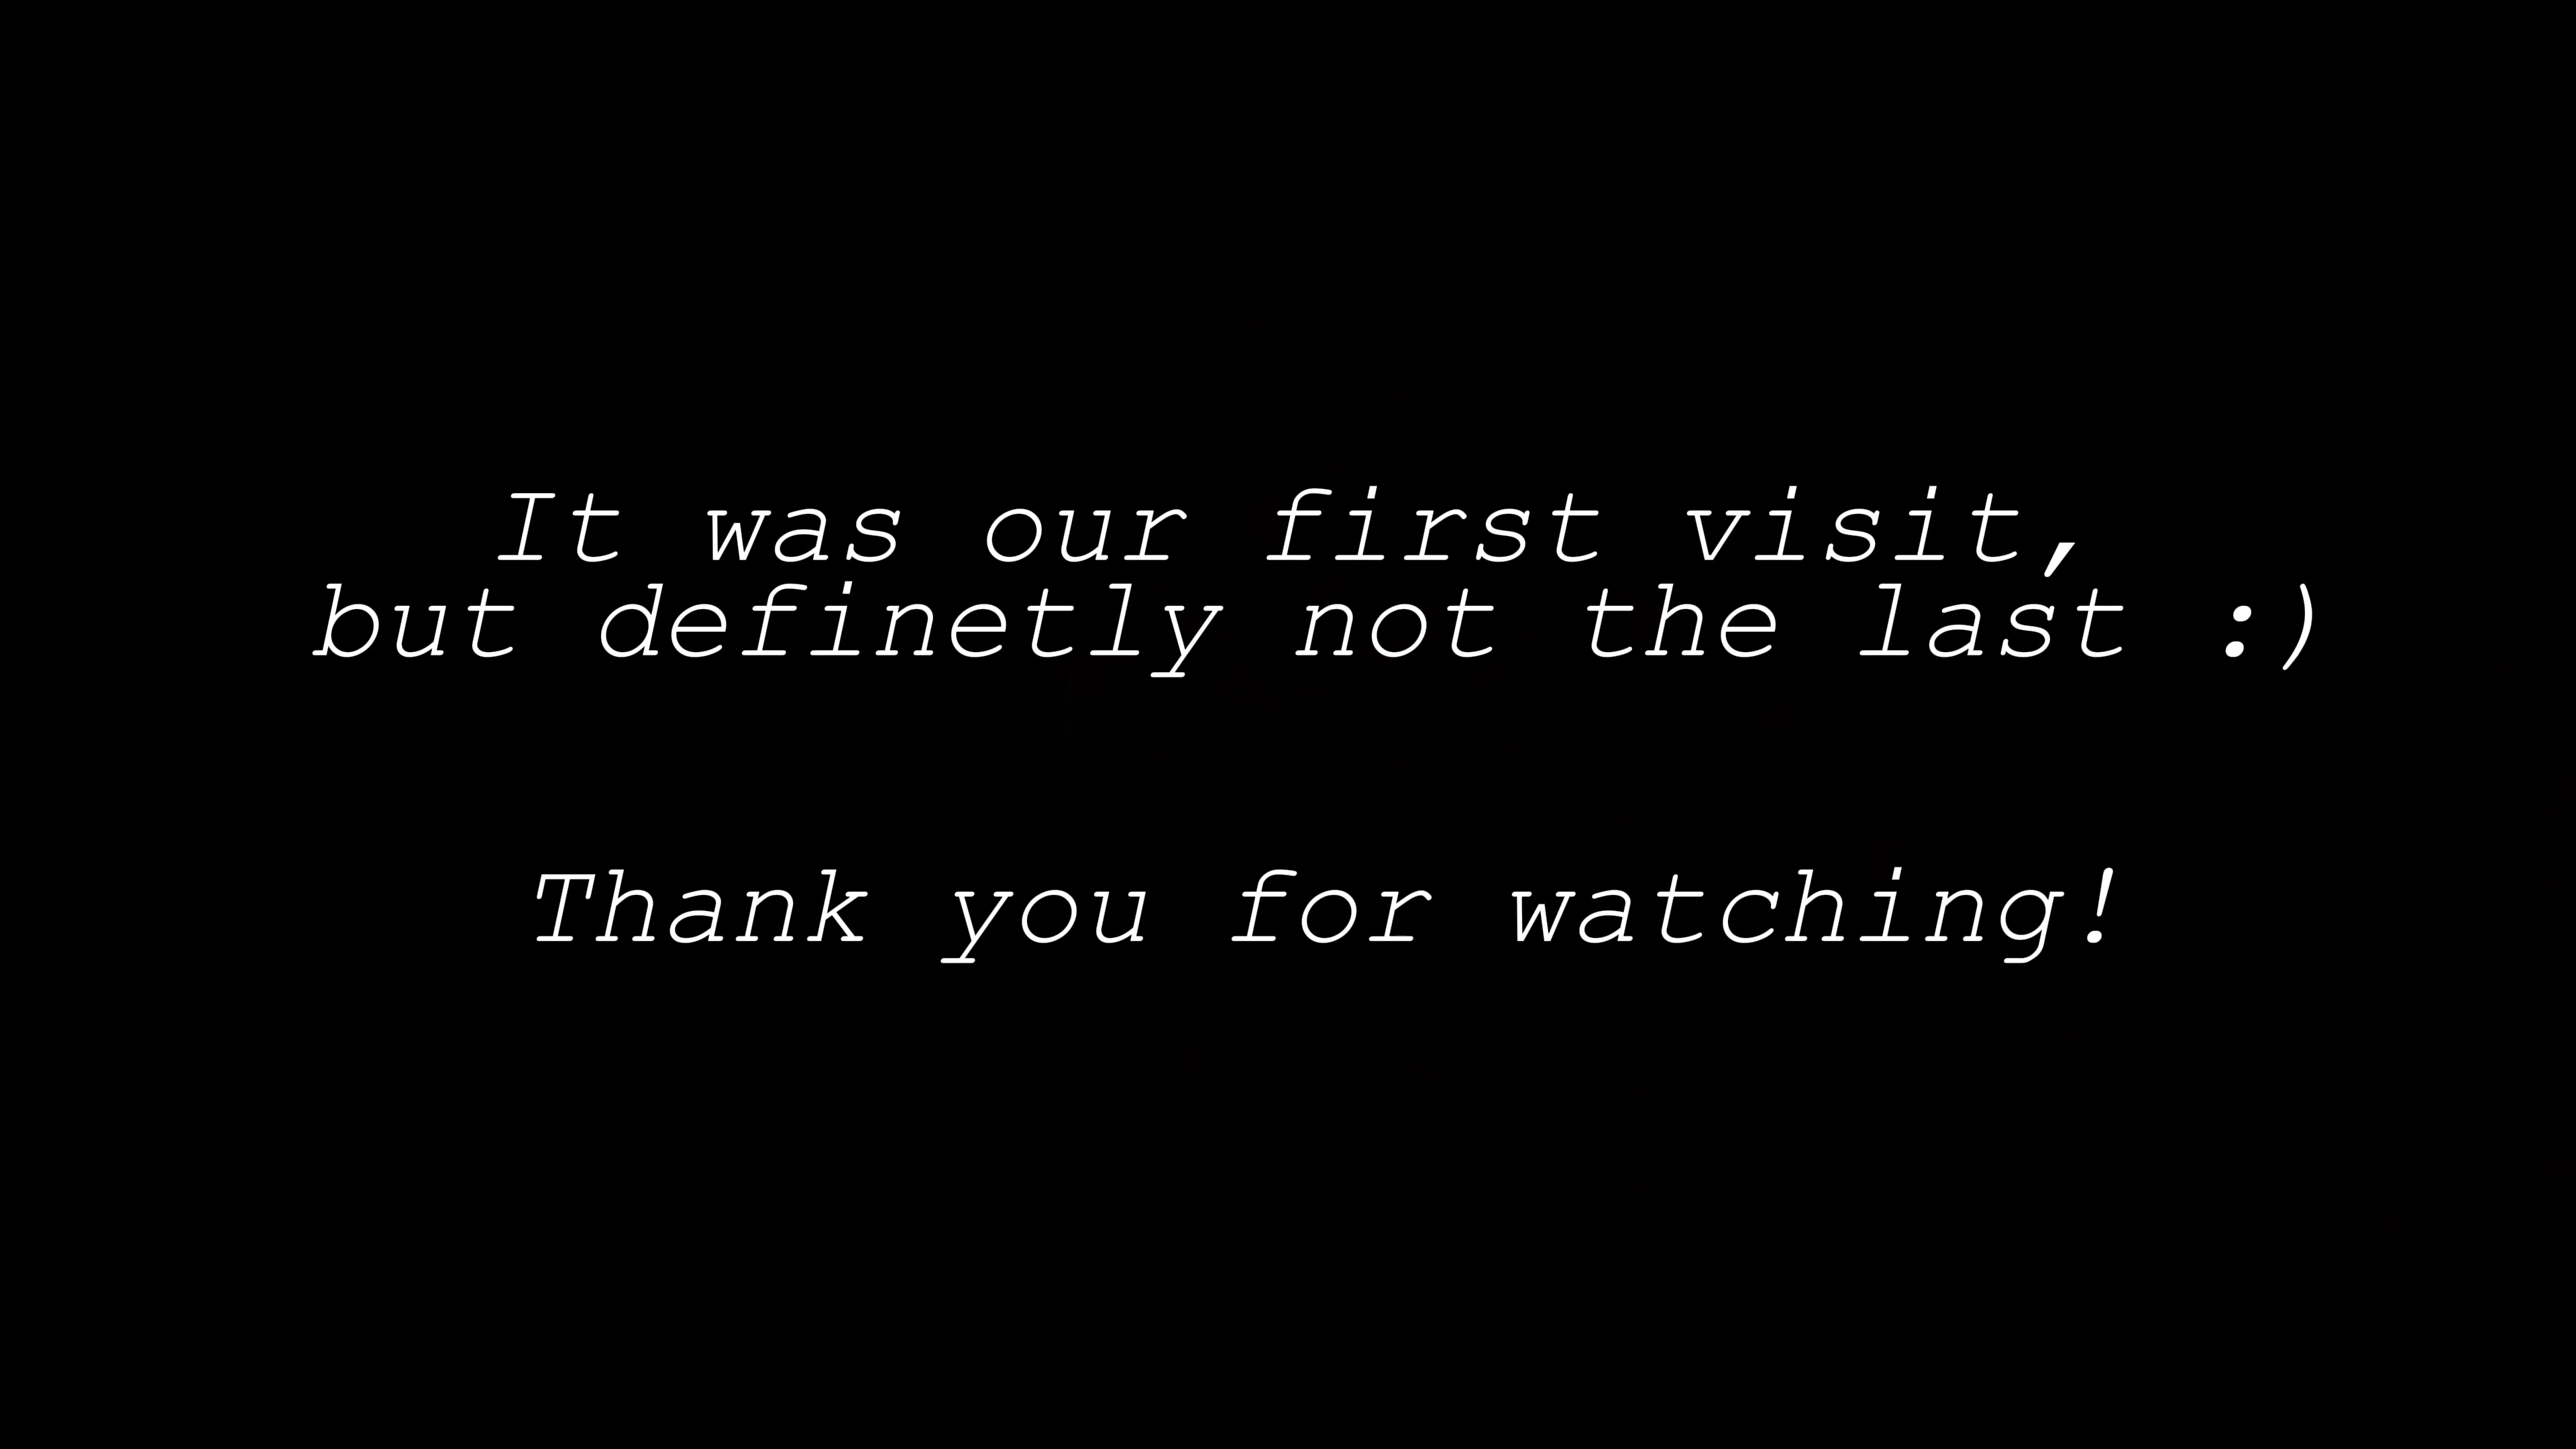 It was our first visit,
but definetly not the last :)
Thank you for watching!